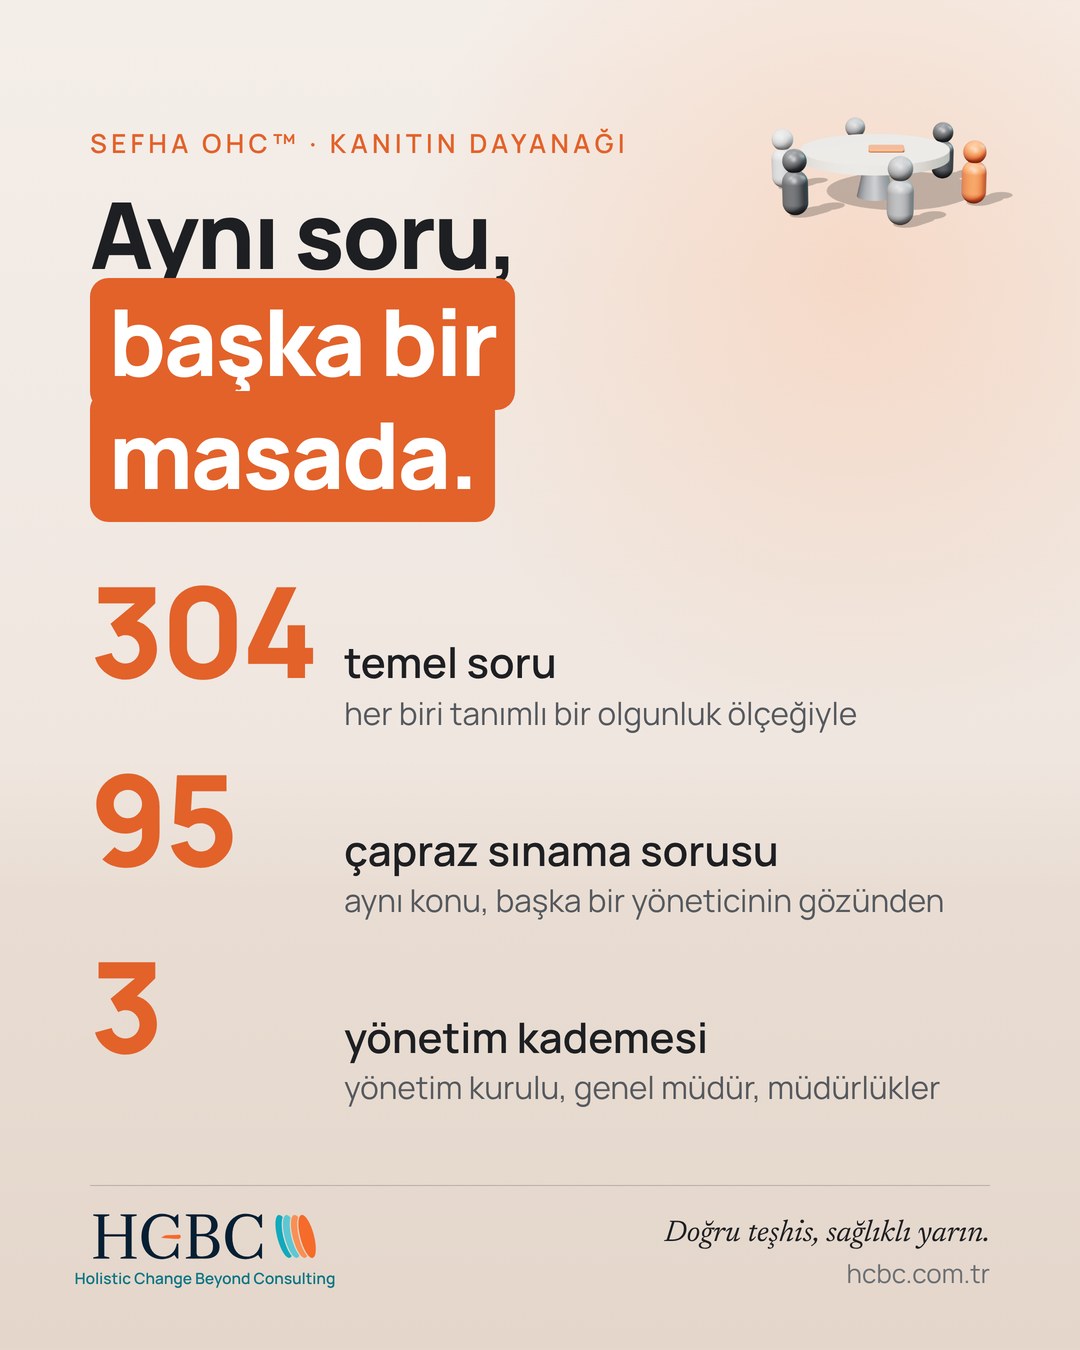 SEFHA OHC™ · KANITIN DAYANAĞI
Aynı soru,
başka bir
masada.
304 temel soru
her biri tanımlı bir olgunluk ölçeğiyle
95 çapraz sınama sorusu
aynı konu, başka bir yöneticinin gözünden
3 yönetim kademesi
yönetim kurulu, genel müdür, müdürlükler
HCBC
Holistic Change Beyond Consulting
Doğru teşhis, sağlıklı yarın.
hcbc.com.tr